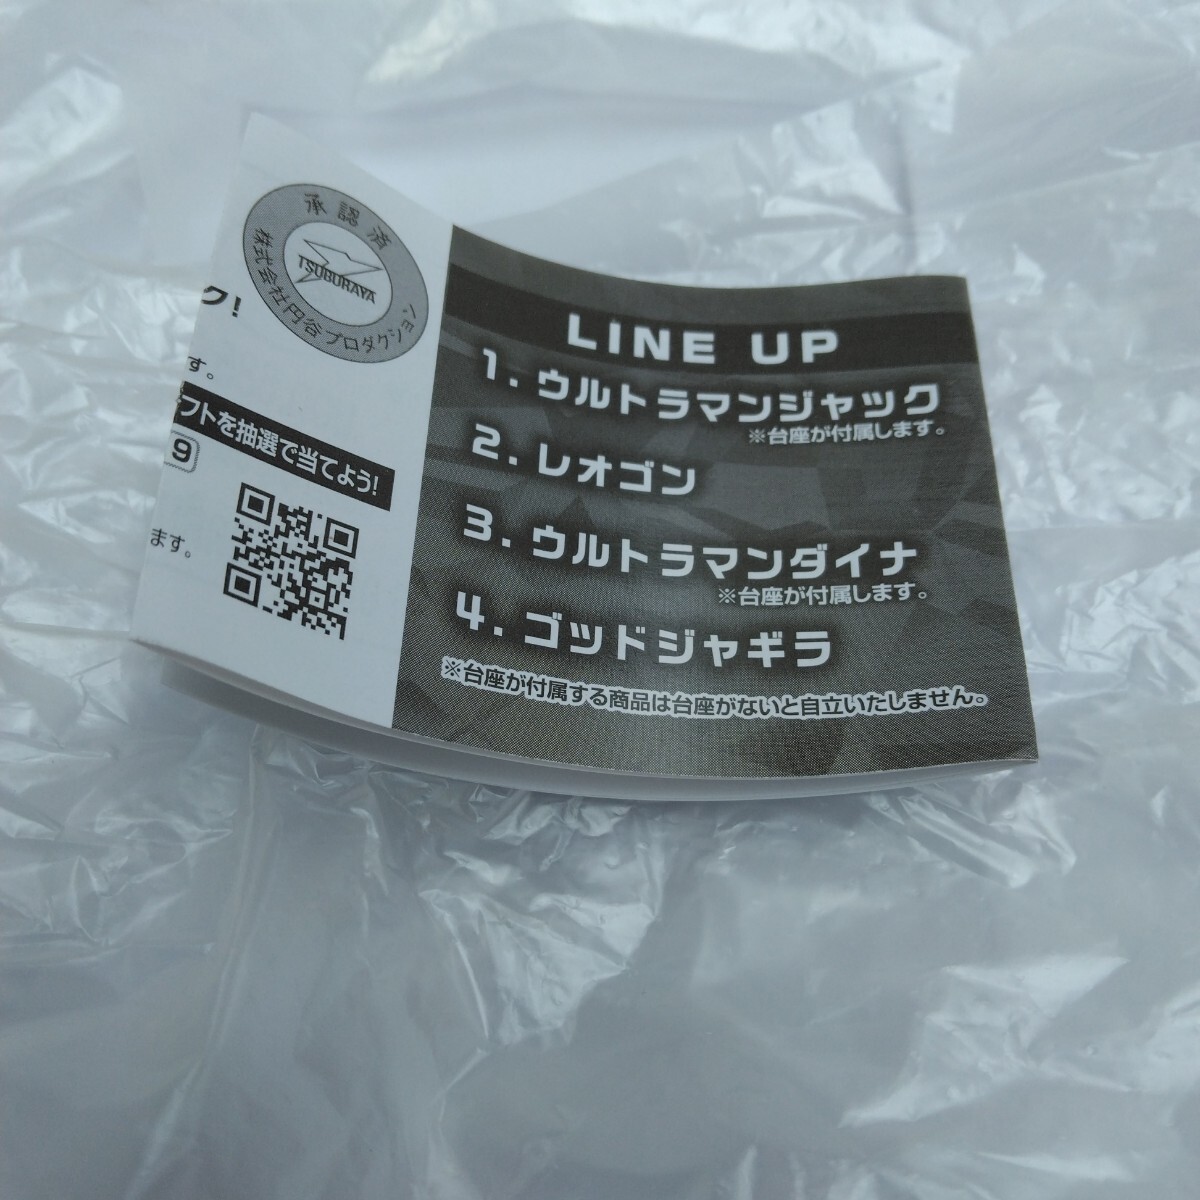 承認済
TSUBURAYA
株式会社円谷プロダクション
ク!
す。
フトを抽選で当てよう!
9
ます。
LINE UP
1. ウルトラマンジャック
※台座が付属します。
2. レオゴン
3. ウルトラマンダイナ
※台座が付属します。
4. ゴッドジャギラ
※台座が付属する商品は台座がないと自立いたしません。